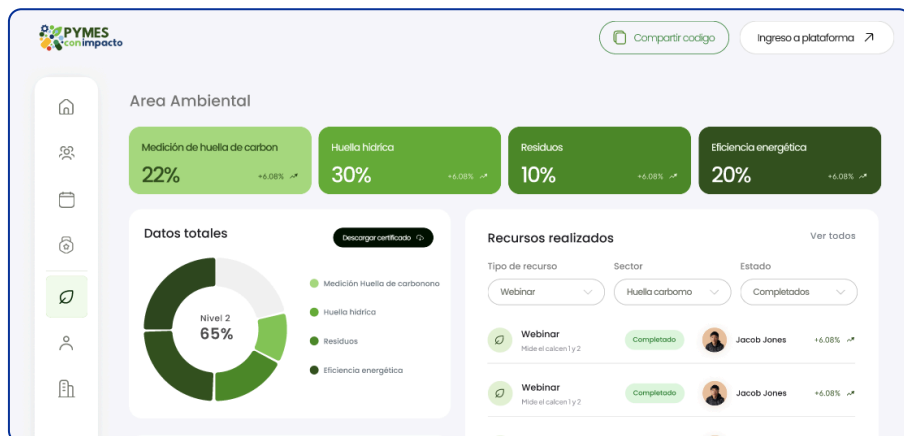 PYMES
conimpacto
Compartir codigo
Ingreso a plataforma
Area Ambiental
Medición de huella de carbon
22%
+6.08%
Huella hidrica
30%
+6.08%
Residuos
10%
+6.08%
Eficiencia energética
20%
+6.08%
Datos totales
Descargar certificado
Nivel 2
65%
Medición Huella de carbonono
Huella hidrica
Residuos
Eficiencia energética
Recursos realizados
Ver todos
Tipo de recurso
Sector
Estado
Webinar
Huella carbomo
Completados
Webinar
Mide el calcen 1 y 2
Completado
Jacob Jones
+6.08%
Webinar
Mide el calcen 1 y 2
Completado
Jacob Jones
+6.08%